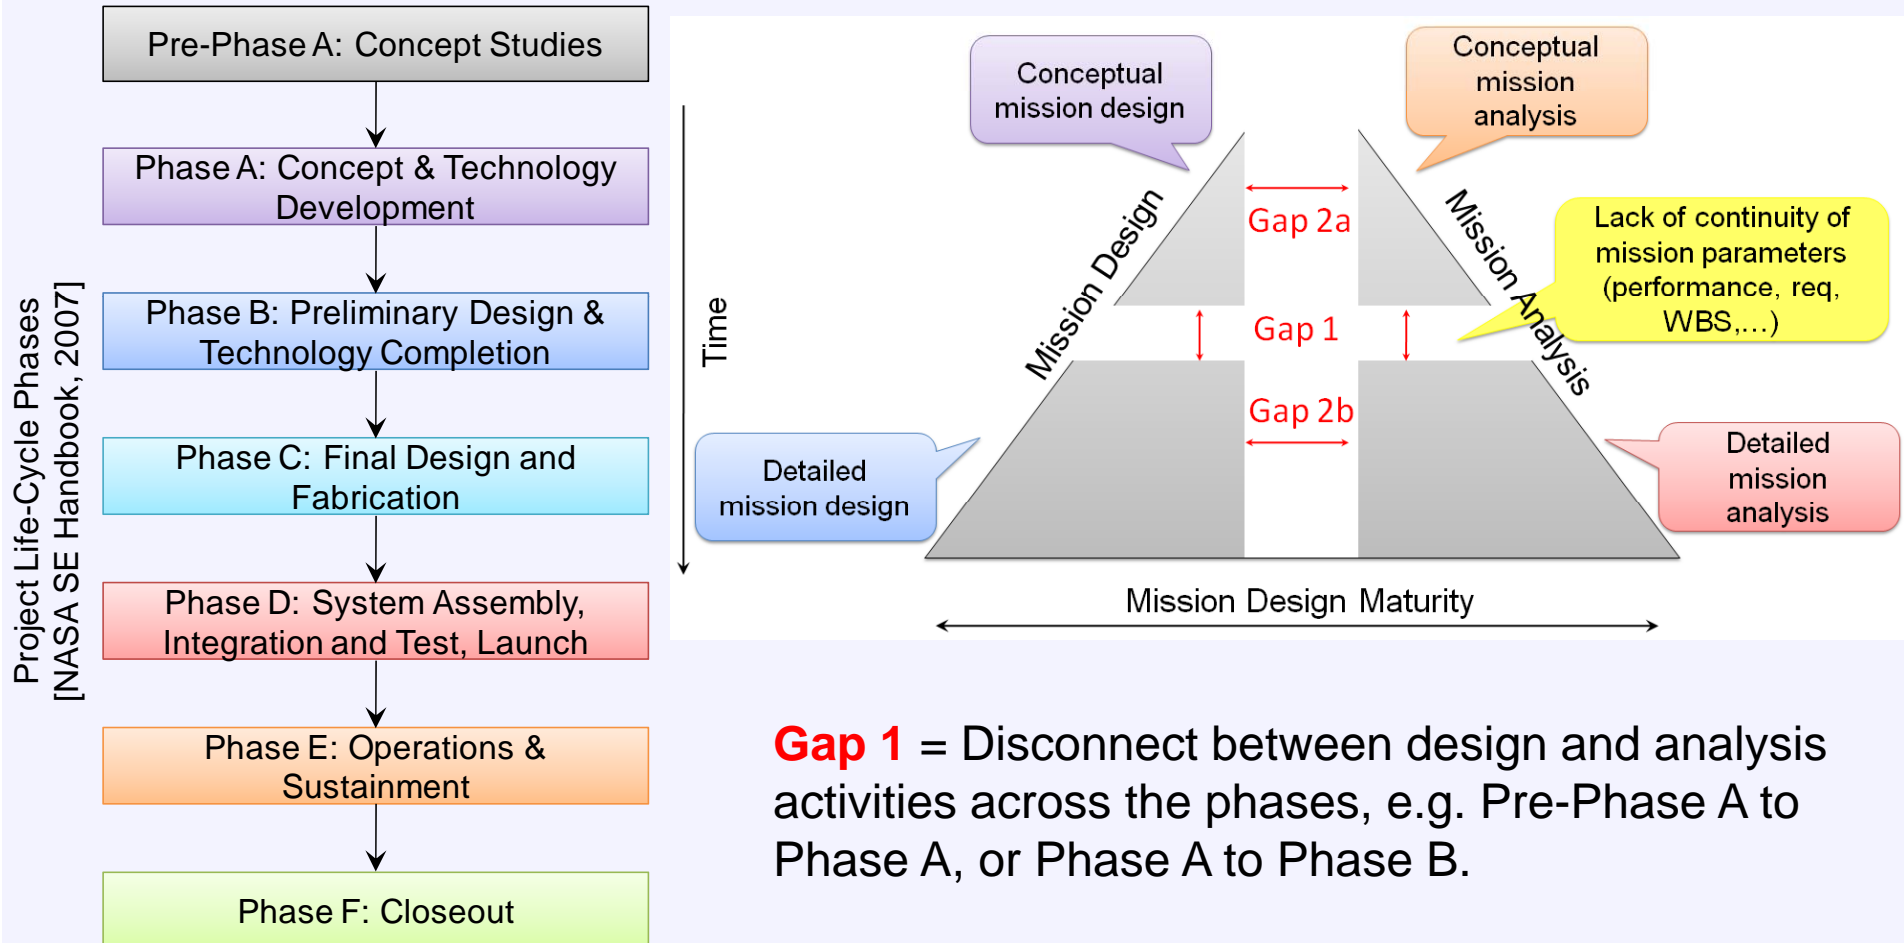 Project Life-Cycle Phases
[NASA SE Handbook, 2007]
Pre-Phase A: Concept Studies
Phase A: Concept & Technology
Development
Phase B: Preliminary Design &
Technology Completion
Phase C: Final Design and
Fabrication
Phase D: System Assembly,
Integration and Test, Launch
Phase E: Operations &
Sustainment
Phase F: Closeout
Time
Conceptual
mission design
Conceptual
mission
analysis
Mission Design
Mission Analysis
Gap 2a
Lack of continuity of
mission parameters
(performance, req,
WBS,...)
Gap 1
Gap 2b
Detailed
mission design
Detailed
mission
analysis
Mission Design Maturity
Gap 1 = Disconnect between design and analysis
activities across the phases, e.g. Pre-Phase A to
Phase A, or Phase A to Phase B.